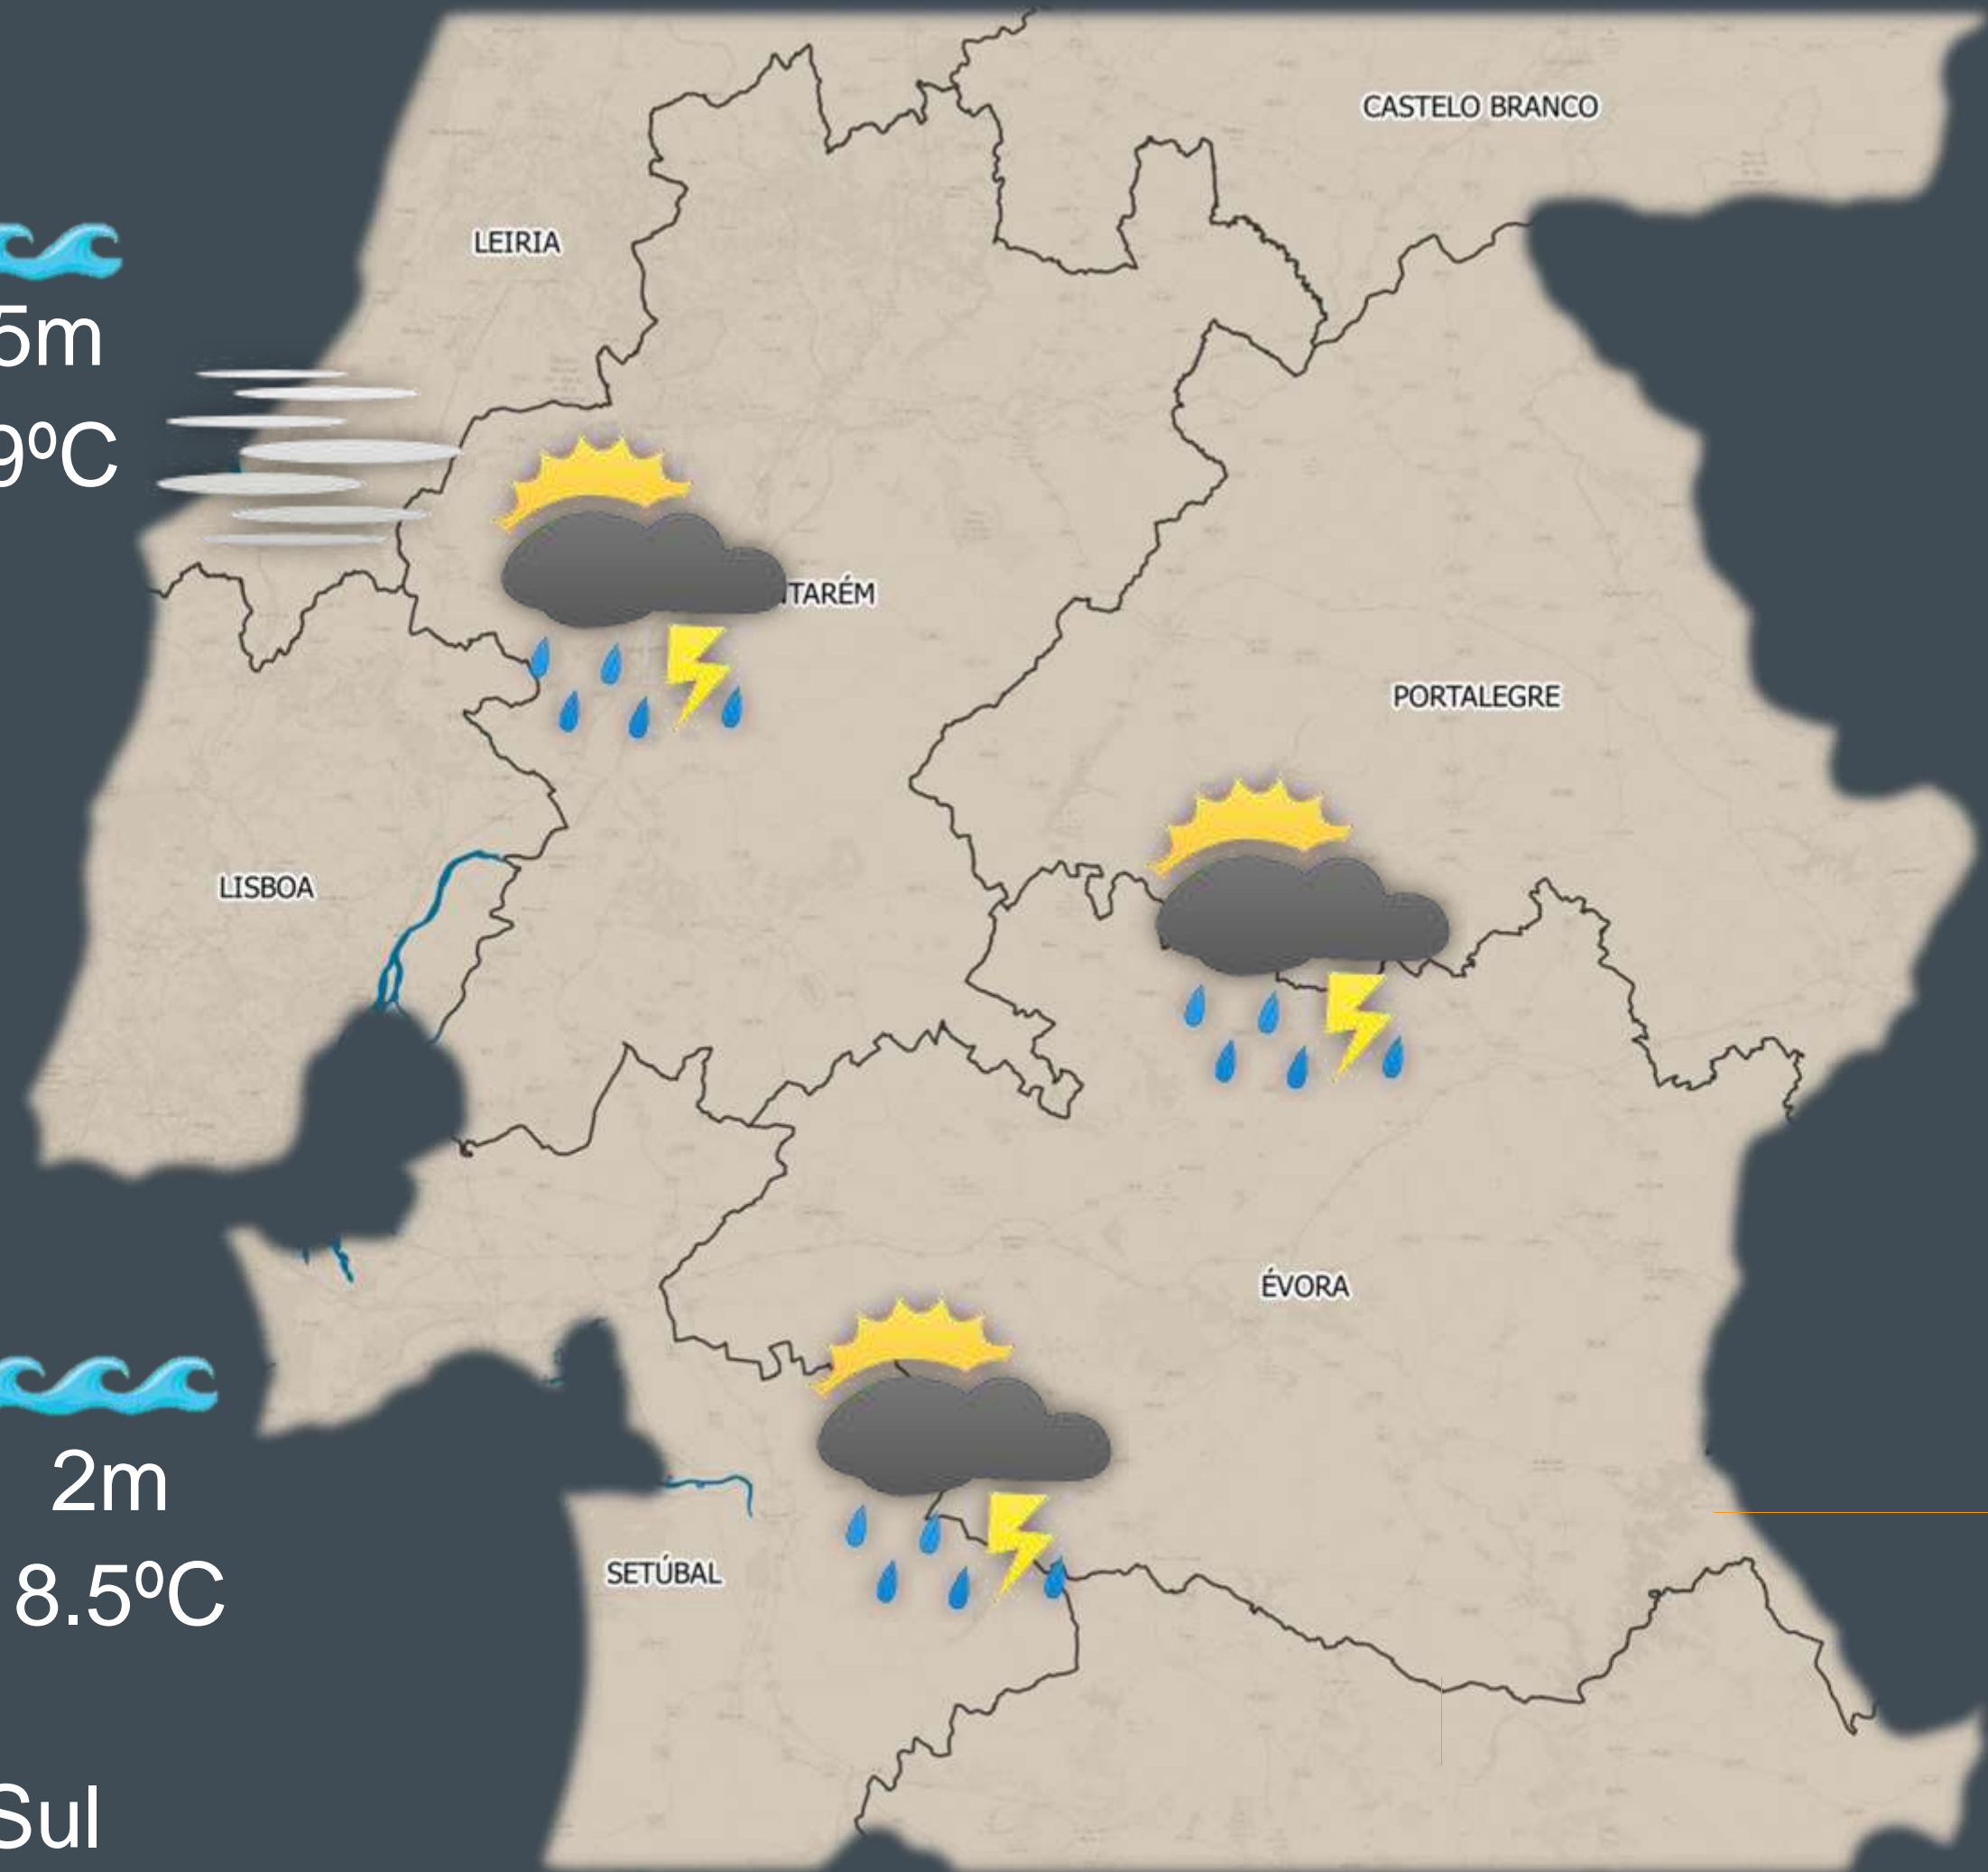 CASTELO BRANCO
LEIRIA
5m
9ºC
TARÉM
PORTALEGRE
LISBOA
ÉVORA
2m
8.5ºC
SETÚBAL
Sul